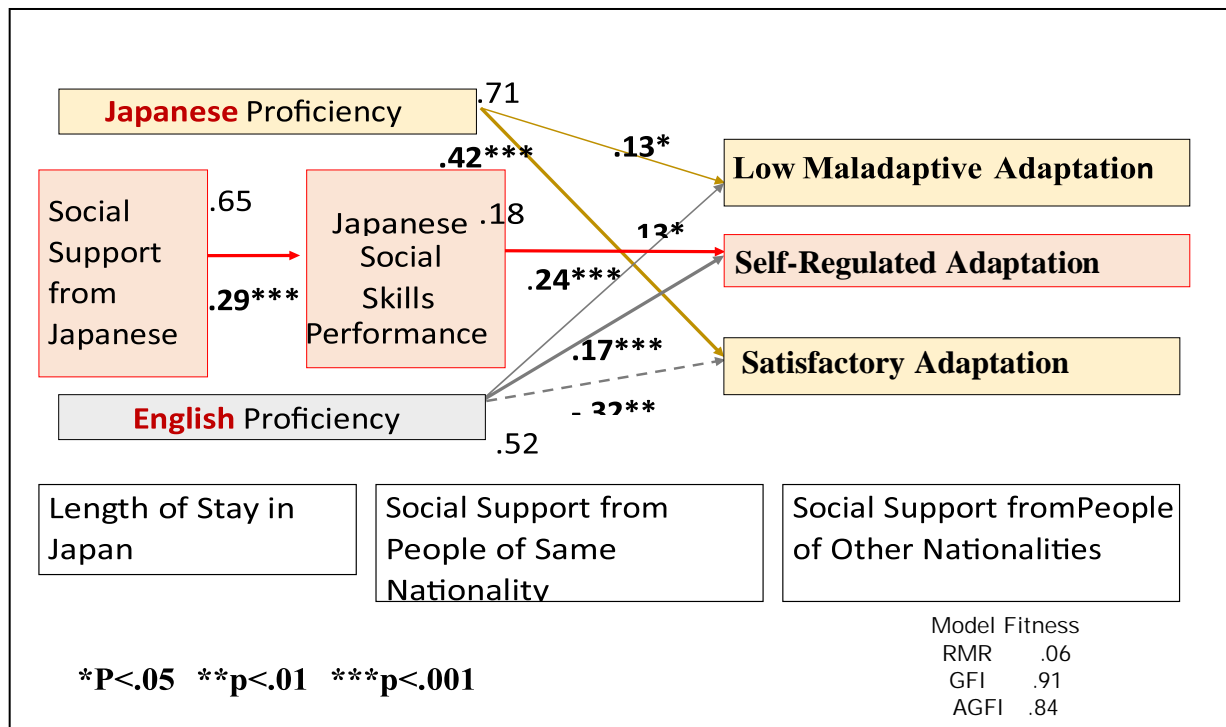 Japanese Proficiency
.71
.42***
.13*
Low Maladaptive Adaptation
Social
Support
from
Japanese
.65
.29***
Japanese
Social
Skills
Performance
.18
.13*
Self-Regulated Adaptation
.24***
.17***
Satisfactory Adaptation
English Proficiency
-.32**
.52
Length of Stay in
Japan
Social Support from
People of Same
Nationality
Social Support fromPeople
of Other Nationalities
Model Fitness
RMR .06
GFI .91
AGFI .84
*P<.05 **p<.01 ***p<.001